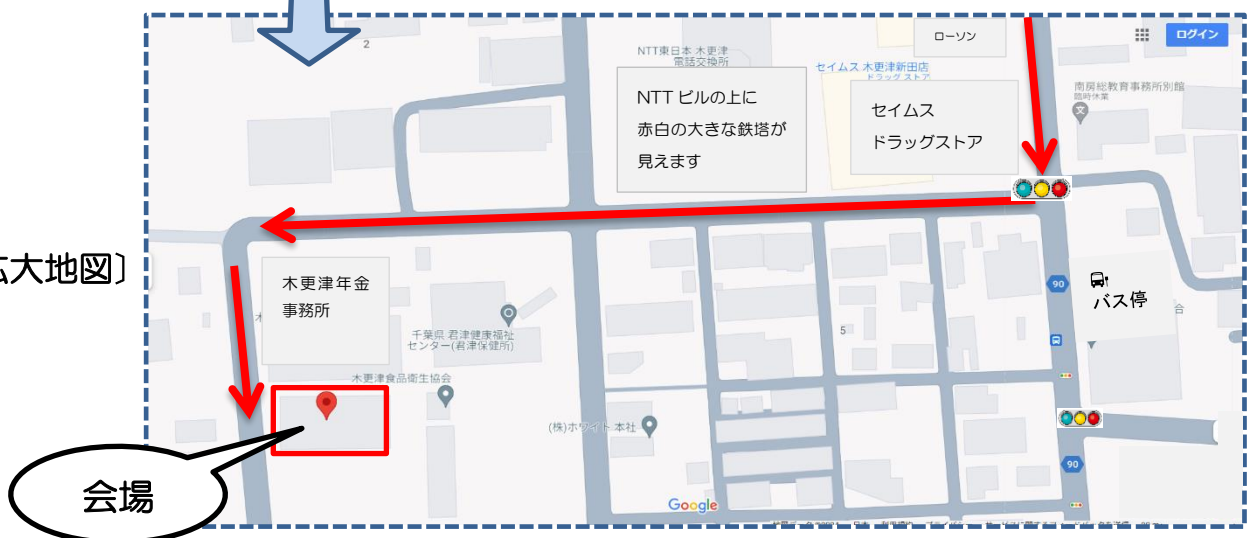 ローソン
ログイン
2
NTT東日本 木更津
電話交換所
セイムス 木更津新田店
ドラッグストア
南房総教育事務所別館
臨時休業
文
NTTビルの上に
赤白の大きな鉄塔が
見えます
セイムス
ドラッグストア
大地図〕
木更津年金
事務所
90
バス停
合
木
千葉県 君津健康福祉
センター(君津保健所)
5
木更津食品衛生協会
(株)ホワイト 本社
90
会場
Google